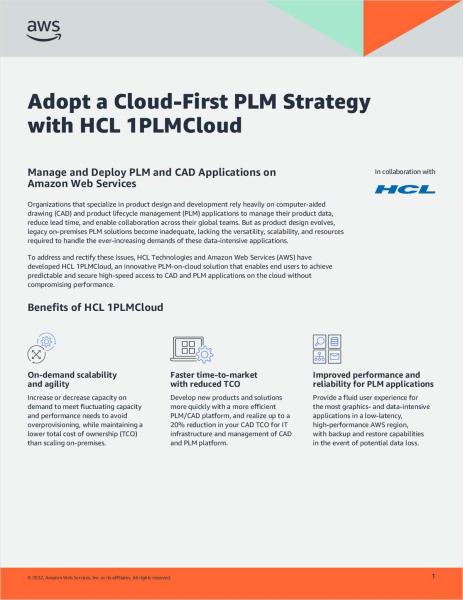 aws
Adopt a Cloud-First PLM Strategy
with HCL 1PLMCloud
Manage and Deploy PLM and CAD Applications on
Amazon Web Services
In collaboration with
HCL
Organizations that specialize in product design and development rely heavily on computer-aided
drawing (CAD) and product lifecycle management (PLM) applications to manage their product data,
reduce lead time, and enable collaboration across their global teams. But as product design evolves,
legacy on-premises PLM solutions become inadequate, lacking the versatility, scalability, and resources
required to handle the ever-increasing demands of these data-intensive applications.
To address and rectify these issues, HCL Technologies and Amazon Web Services (AWS) have
developed HCL 1PLMCloud, an innovative PLM-on-cloud solution that enables end users to achieve
predictable and secure high-speed access to CAD and PLM applications on the cloud without
compromising performance.
Benefits of HCL 1PLMCloud
On-demand scalability
and agility
Increase or decrease capacity on
demand to meet fluctuating capacity
and performance needs to avoid
overprovisioning, while maintaining a
lower total cost of ownership (TCO)
than scaling on-premises.
Faster time-to-market
with reduced TCO
Develop new products and solutions
more quickly with a more efficient
PLM/CAD platform, and realize up to a
20% reduction in your CAD TCO for IT
infrastructure and management of CAD
and PLM platform.
Improved performance and
reliability for PLM applications
Provide a fluid user experience for
the most graphics- and data-intensive
applications in a low-latency,
high-performance AWS region,
with backup and restore capabilities
in the event of potential data loss.
© 2022, Amazon Web Services, Inc. or its affiliates. All rights reserved.
1